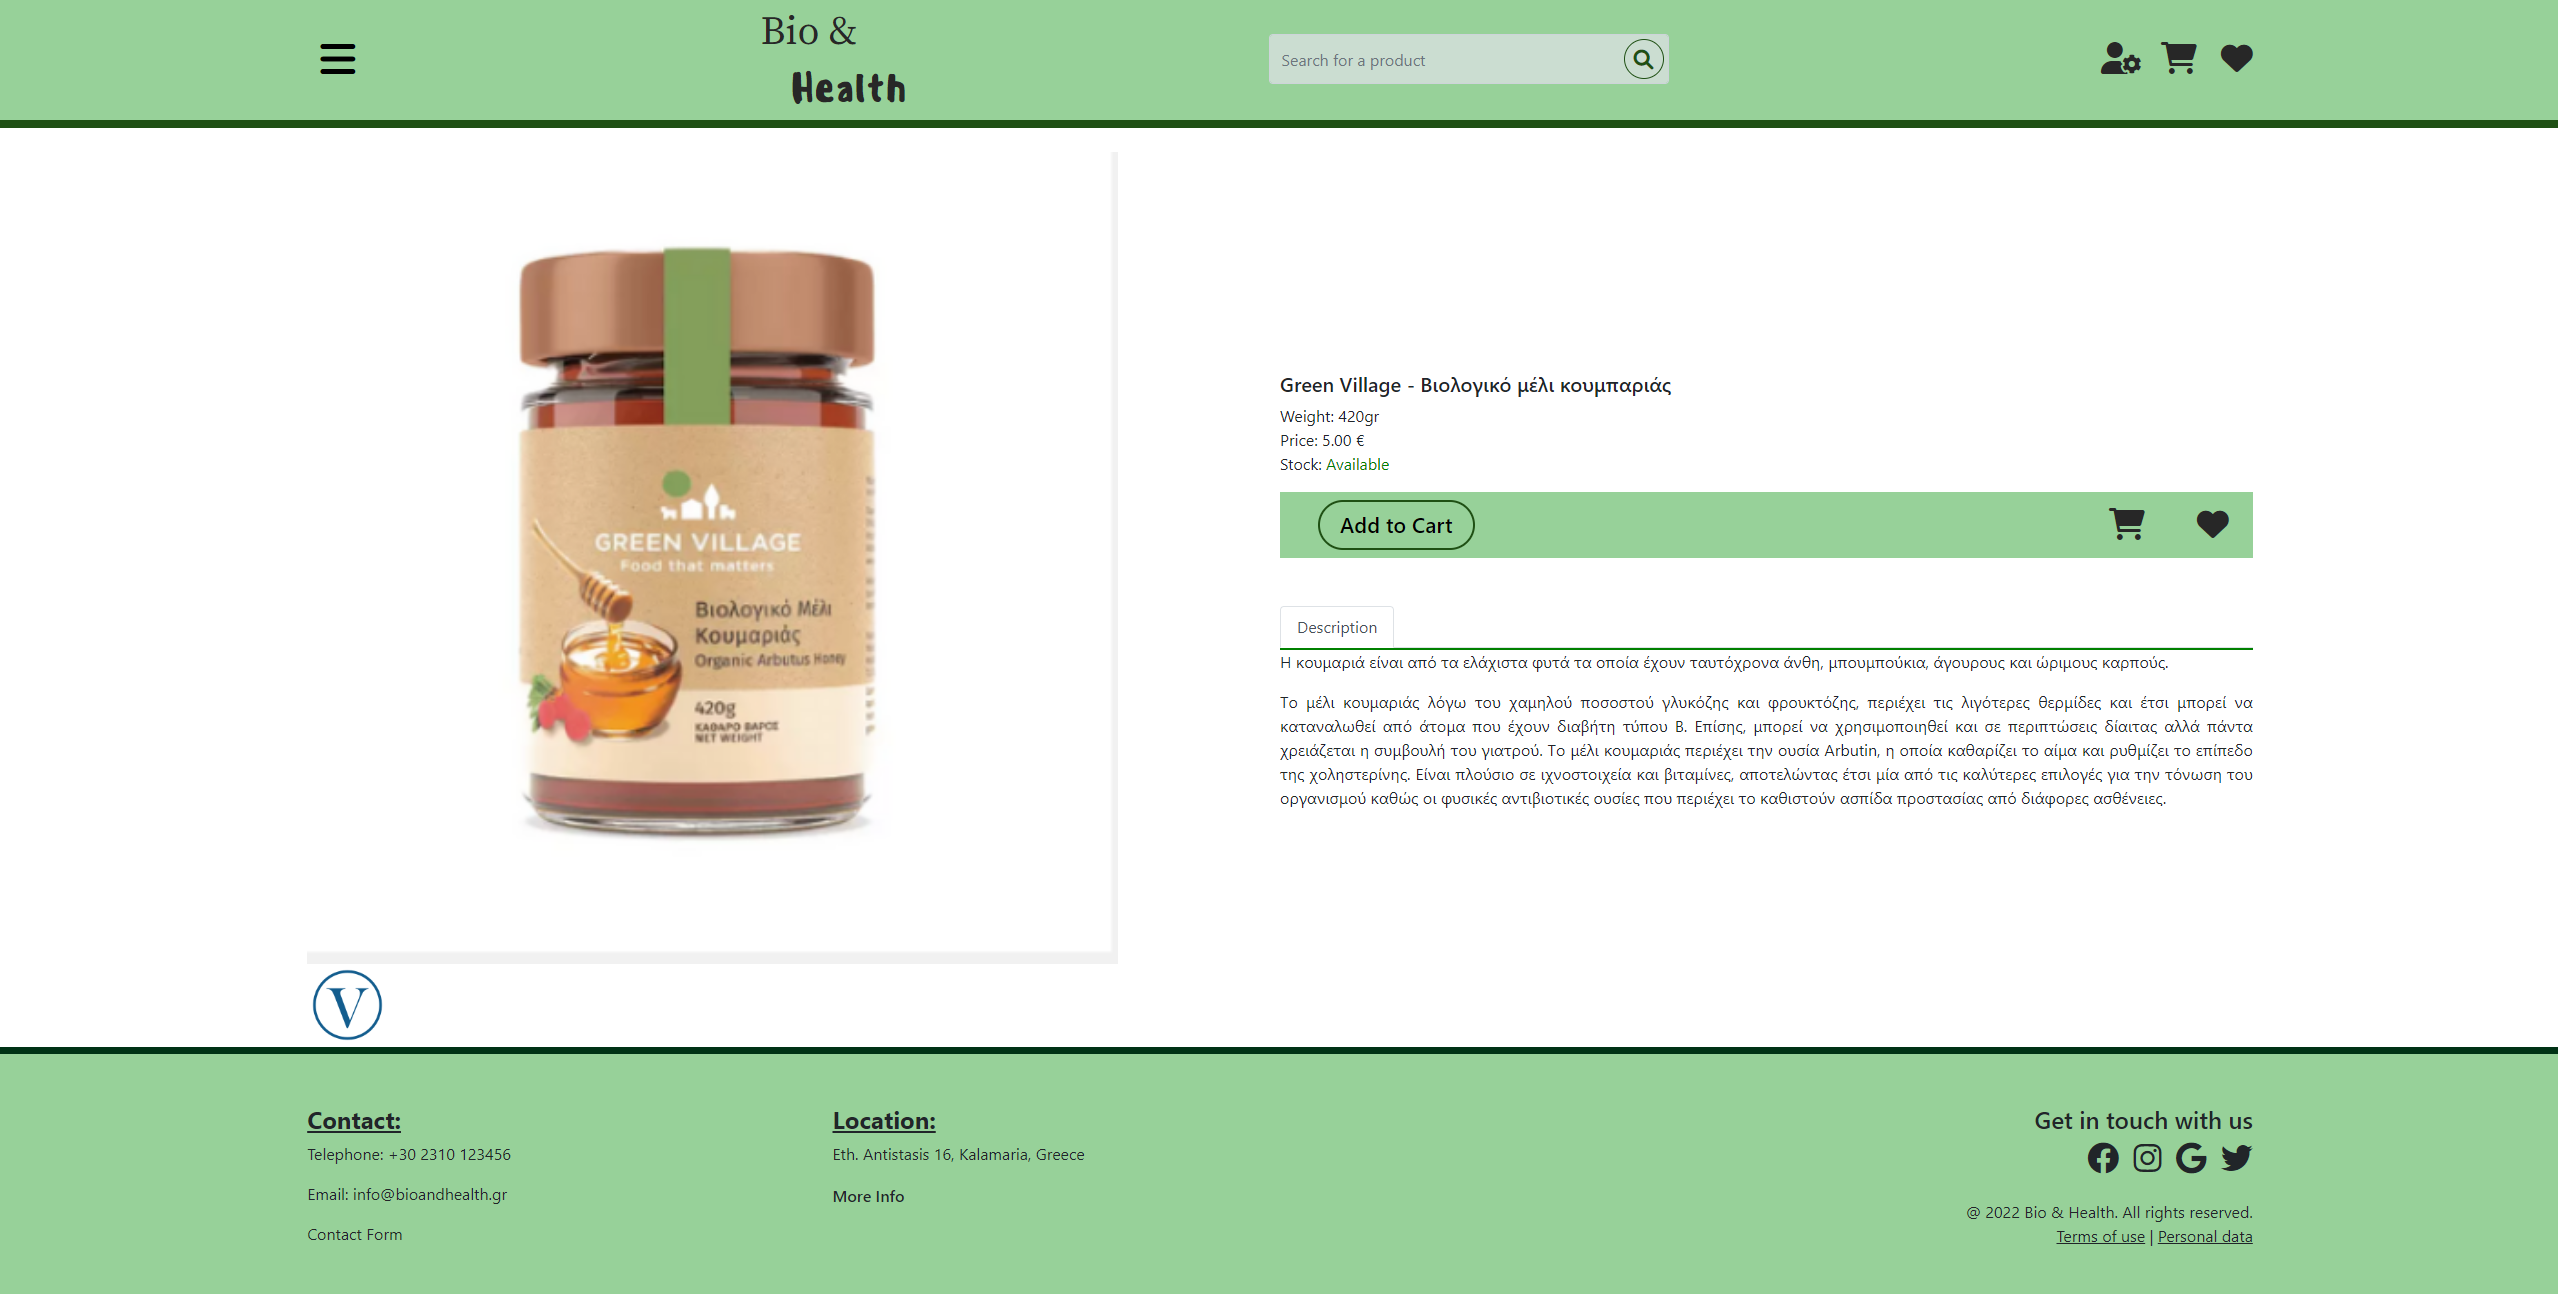 Bio &
Health
Search for a product
GREEN VILLAGE
Food that matters
Βιολογικό Μέλι
Κουμαριάς
Organic Arbutus Honey
420g
ΚΑΘΑΡΟ ΒΑΡΟΣ
NET WEIGHT
V
Green Village - Βιολογικό μέλι κουμπαριάς
Weight: 420gr
Price: 5.00 €
Stock: Available
Add to Cart
Description
Η κουμαριά είναι από τα ελάχιστα φυτά τα οποία έχουν ταυτόχρονα άνθη, μπουμπούκια, άγουρους και ώριμους καρπούς.
Το μέλι κουμαριάς λόγω του χαμηλού ποσοστού γλυκόζης και φρουκτόζης, περιέχει τις λιγότερες θερμίδες και έτσι μπορεί να
καταναλωθεί από άτομα που έχουν διαβήτη τύπου Β. Επίσης, μπορεί να χρησιμοποιηθεί και σε περιπτώσεις δίαιτας αλλά πάντα
χρειάζεται η συμβουλή του γιατρού. Το μέλι κουμαριάς περιέχει την ουσία Arbutin, η οποία καθαρίζει το αίμα και ρυθμίζει το επίπεδο
της χοληστερίνης. Είναι πλούσιο σε ιχνοστοιχεία και βιταμίνες, αποτελώντας έτσι μία από τις καλύτερες επιλογές για την τόνωση του
οργανισμού καθώς οι φυσικές αντιβιοτικές ουσίες που περιέχει το καθιστούν ασπίδα προστασίας από διάφορες ασθένειες.
Contact:
Telephone: +30 2310 123456
Email: info@bioandhealth.gr
Contact Form
Location:
Eth. Antistasis 16, Kalamaria, Greece
More Info
Get in touch with us
@ 2022 Bio & Health. All rights reserved.
Terms of use | Personal data